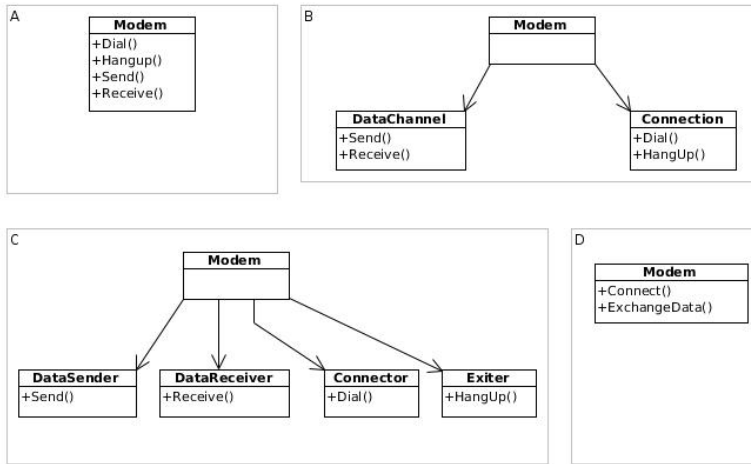 A
Modem
+Dial()
+Hangup()
+Send()
+Receive()
B
Modem
DataChannel
+Send()
+Receive()
Connection
+Dial()
+HangUp()
C
Modem
DataSender
+Send()
DataReceiver
+Receive()
Connector
+Dial()
Exiter
+HangUp()
D
Modem
+Connect()
+ExchangeData()